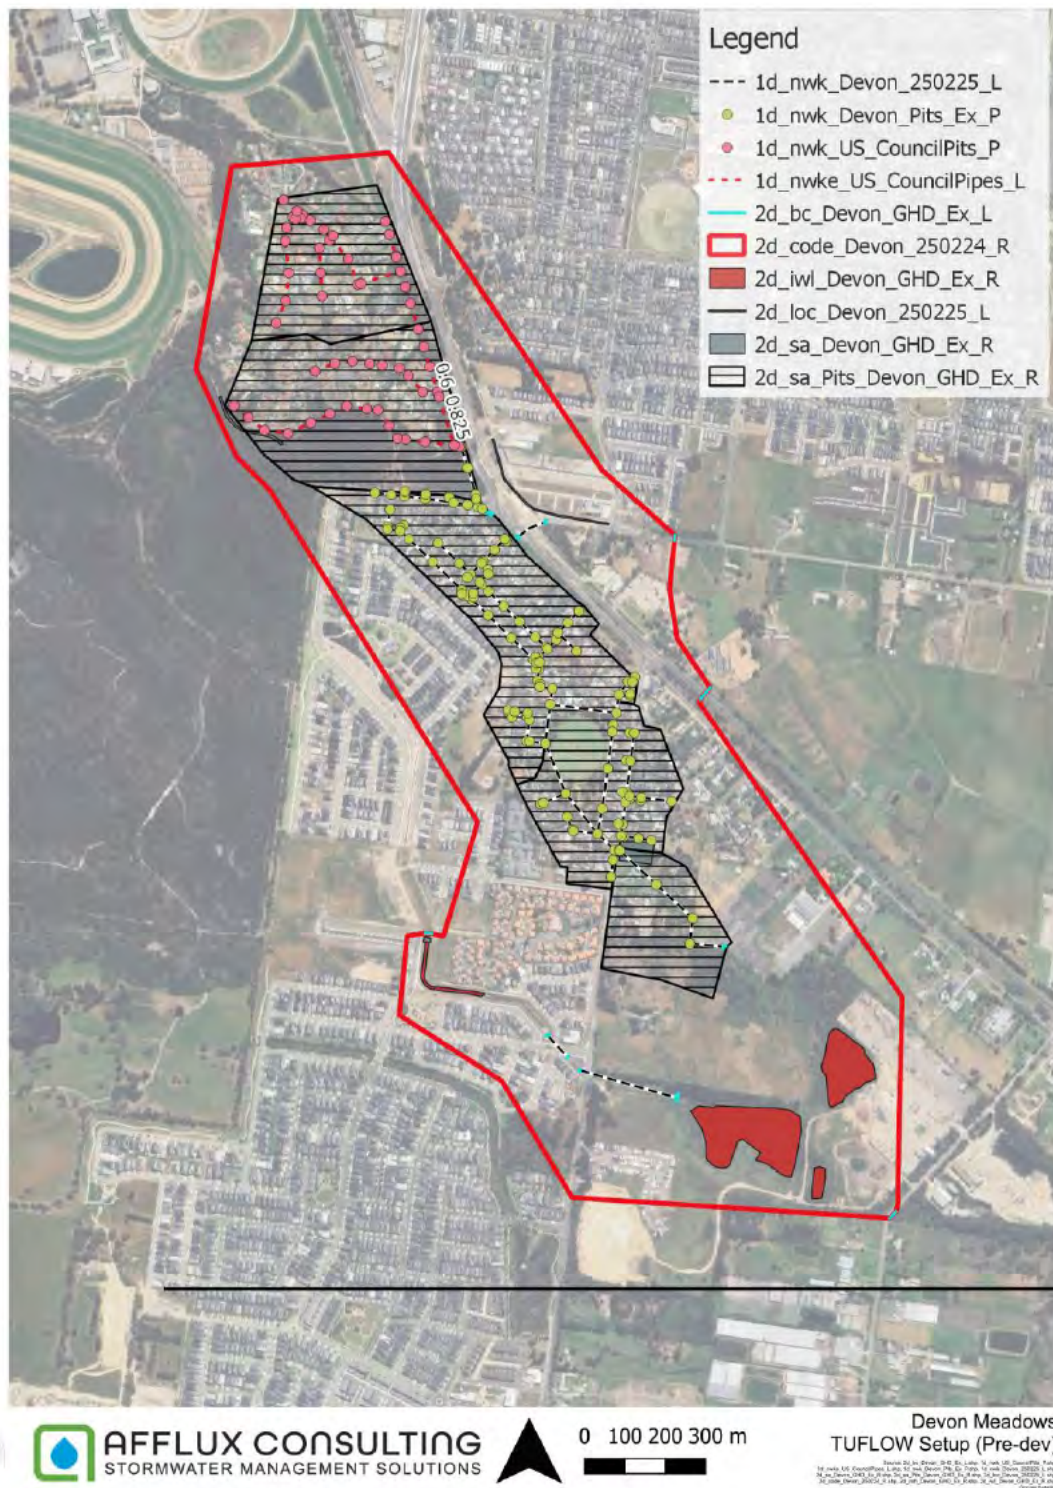 Legend
1d_nwk_Devon_250225_L
1d_nwk_Devon_Pits_Ex_P
1d_nwk_US_CouncilPits_P
1d_nwke_US_CouncilPipes_L
2d_bc_Devon_GHD_Ex_L
2d_code_Devon_250224_R
2d_iwl_Devon_GHD_Ex_R
2d_loc_Devon_250225_L
2d_sa_Devon_GHD_Ex_R
2d_sa_Pits_Devon_GHD_Ex_R
0.6
0.825
AFFLUX CONSULTING
STORMWATER MANAGEMENT SOLUTIONS
0 100 200 300 m
Devon Meadows
TUFLOW Setup (Pre-dev)